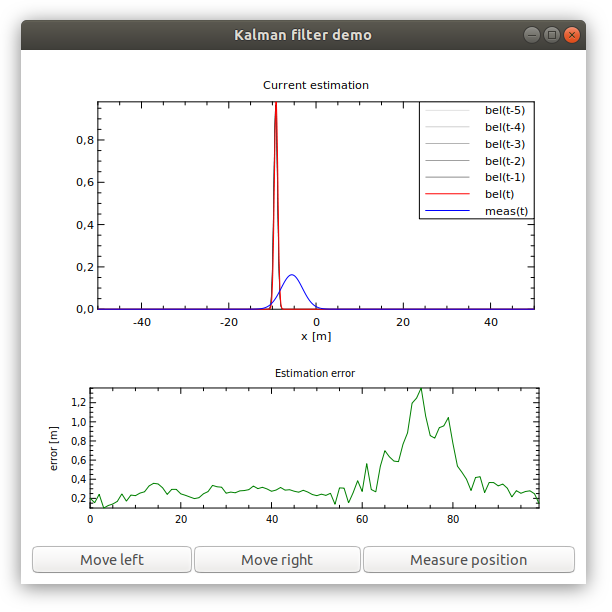 Kalman filter demo
Current estimation
bel(t-5)
bel(t-4)
bel(t-3)
bel(t-2)
bel(t-1)
bel(t)
meas(t)
0,8
0,6
0,4
0,2
0,0
-40 -20 0 20 40
x [m]
Estimation error
error [m]
1,2
1,0
0,8
0,6
0,4
0,2
0 20 40 60 80
Move left Move right Measure position